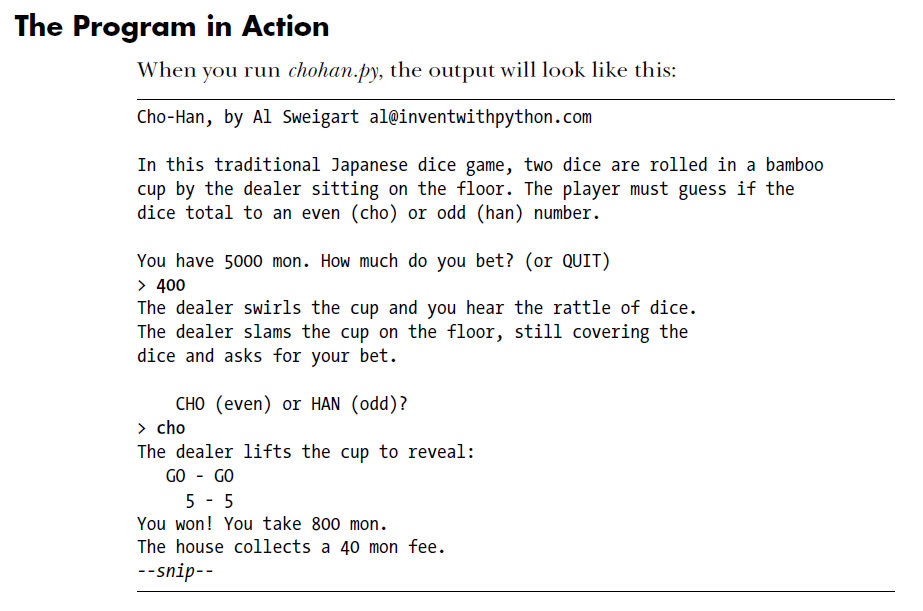 The Program in Action
When you run chohan.py, the output will look like this:
Cho-Han, by Al Sweigart al@inventwithpython.com
In this traditional Japanese dice game, two dice are rolled in a bamboo
cup by the dealer sitting on the floor. The player must guess if the
dice total to an even (cho) or odd (han) number.
You have 5000 mon. How much do you bet? (or QUIT)
> 400
The dealer swirls the cup and you hear the rattle of dice.
The dealer slams the cup on the floor, still covering the
dice and asks for your bet.
CHO (even) or HAN (odd)?
> cho
The dealer lifts the cup to reveal:
GO - GO
5 - 5
You won! You take 800 mon.
The house collects a 40 mon fee.
--snip--